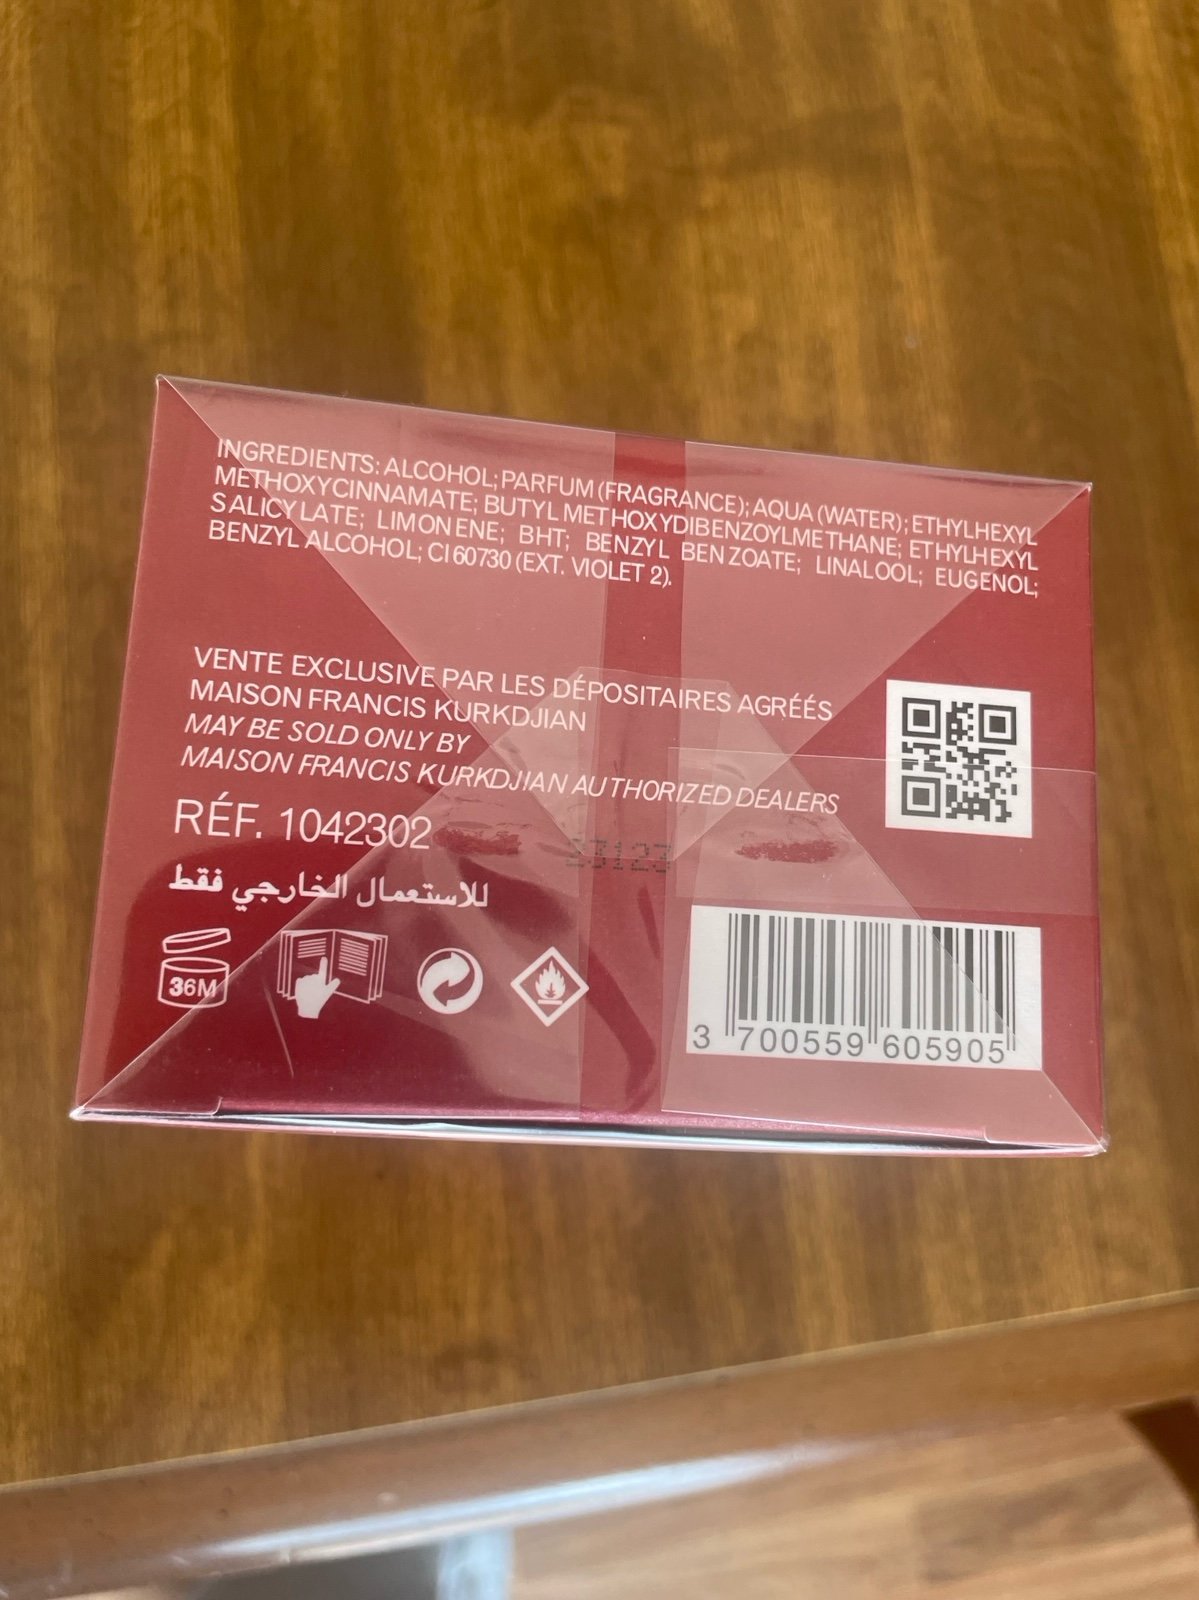 INGREDIENTS: ALCOHOL; PARFUM (FRAGRANCE); AQUA (WATER); ETHYLHEXYL
METHOXYCINNAMATE; BUTYL METHOXYDIBENZOYLMETHANE; ETHYLHEXYL
SALICYLATE; LIMONENE; BHT; BENZYL BENZOATE; LINALOOL; EUGENOL;
BENZYL ALCOHOL; CI 60730 (EXT. VIOLET 2).
VENTE EXCLUSIVE PAR LES DÉPOSITAIRES AGRÉÉS
MAISON FRANCIS KURKDJIAN
MAY BE SOLD ONLY BY
MAISON FRANCIS KURKDJIAN AUTHORIZED DEALERS
RÉF. 1042302
23123
للاستعمال الخارجي فقط
36M
3 700559 605905